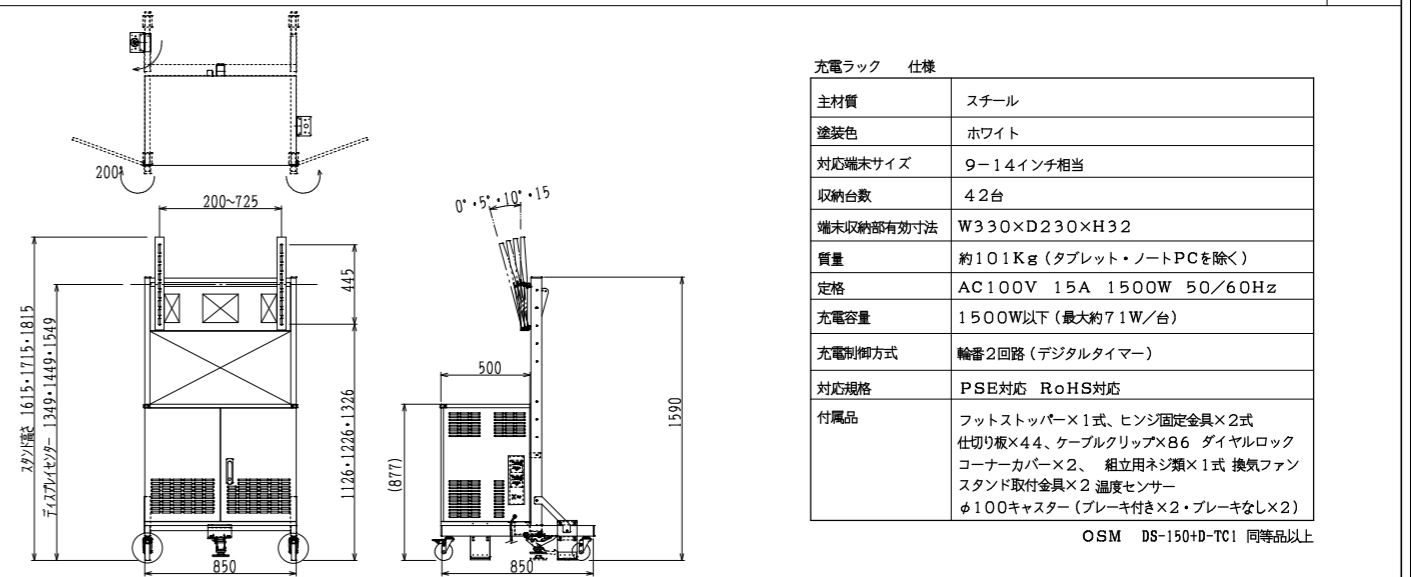 200°
200~725
445
スタンド高さ 1615・1715・1815
ディスプレイセンター 1349・1449・1549
1126・1226・1326
850
0°・5°・10°・15
500
(877)
1590
850
充電ラック 仕様
主材質 スチール
塗装色 ホワイト
対応端末サイズ 9－14インチ相当
収納台数 42台
端末収納部有効寸法 W330×D230×H32
質量 約101Kg（タブレット・ノートPCを除く）
定格 AC100V 15A 1500W 50／60Hz
充電容量 1500W以下（最大約71W／台）
充電制御方式 輪番2回路（デジタルタイマー）
対応規格 PSE対応 RoHS対応
付属品 フットストッパー×1式、ヒンジ固定金具×2式
仕切り板×44、ケーブルクリップ×86 ダイヤルロック
コーナーカバー×2、 組立用ネジ類×1式 換気ファン
スタンド取付金具×2 温度センサー
φ100キャスター（ブレーキ付き×2・ブレーキなし×2）
OSM DS-150+D-TC1 同等品以上